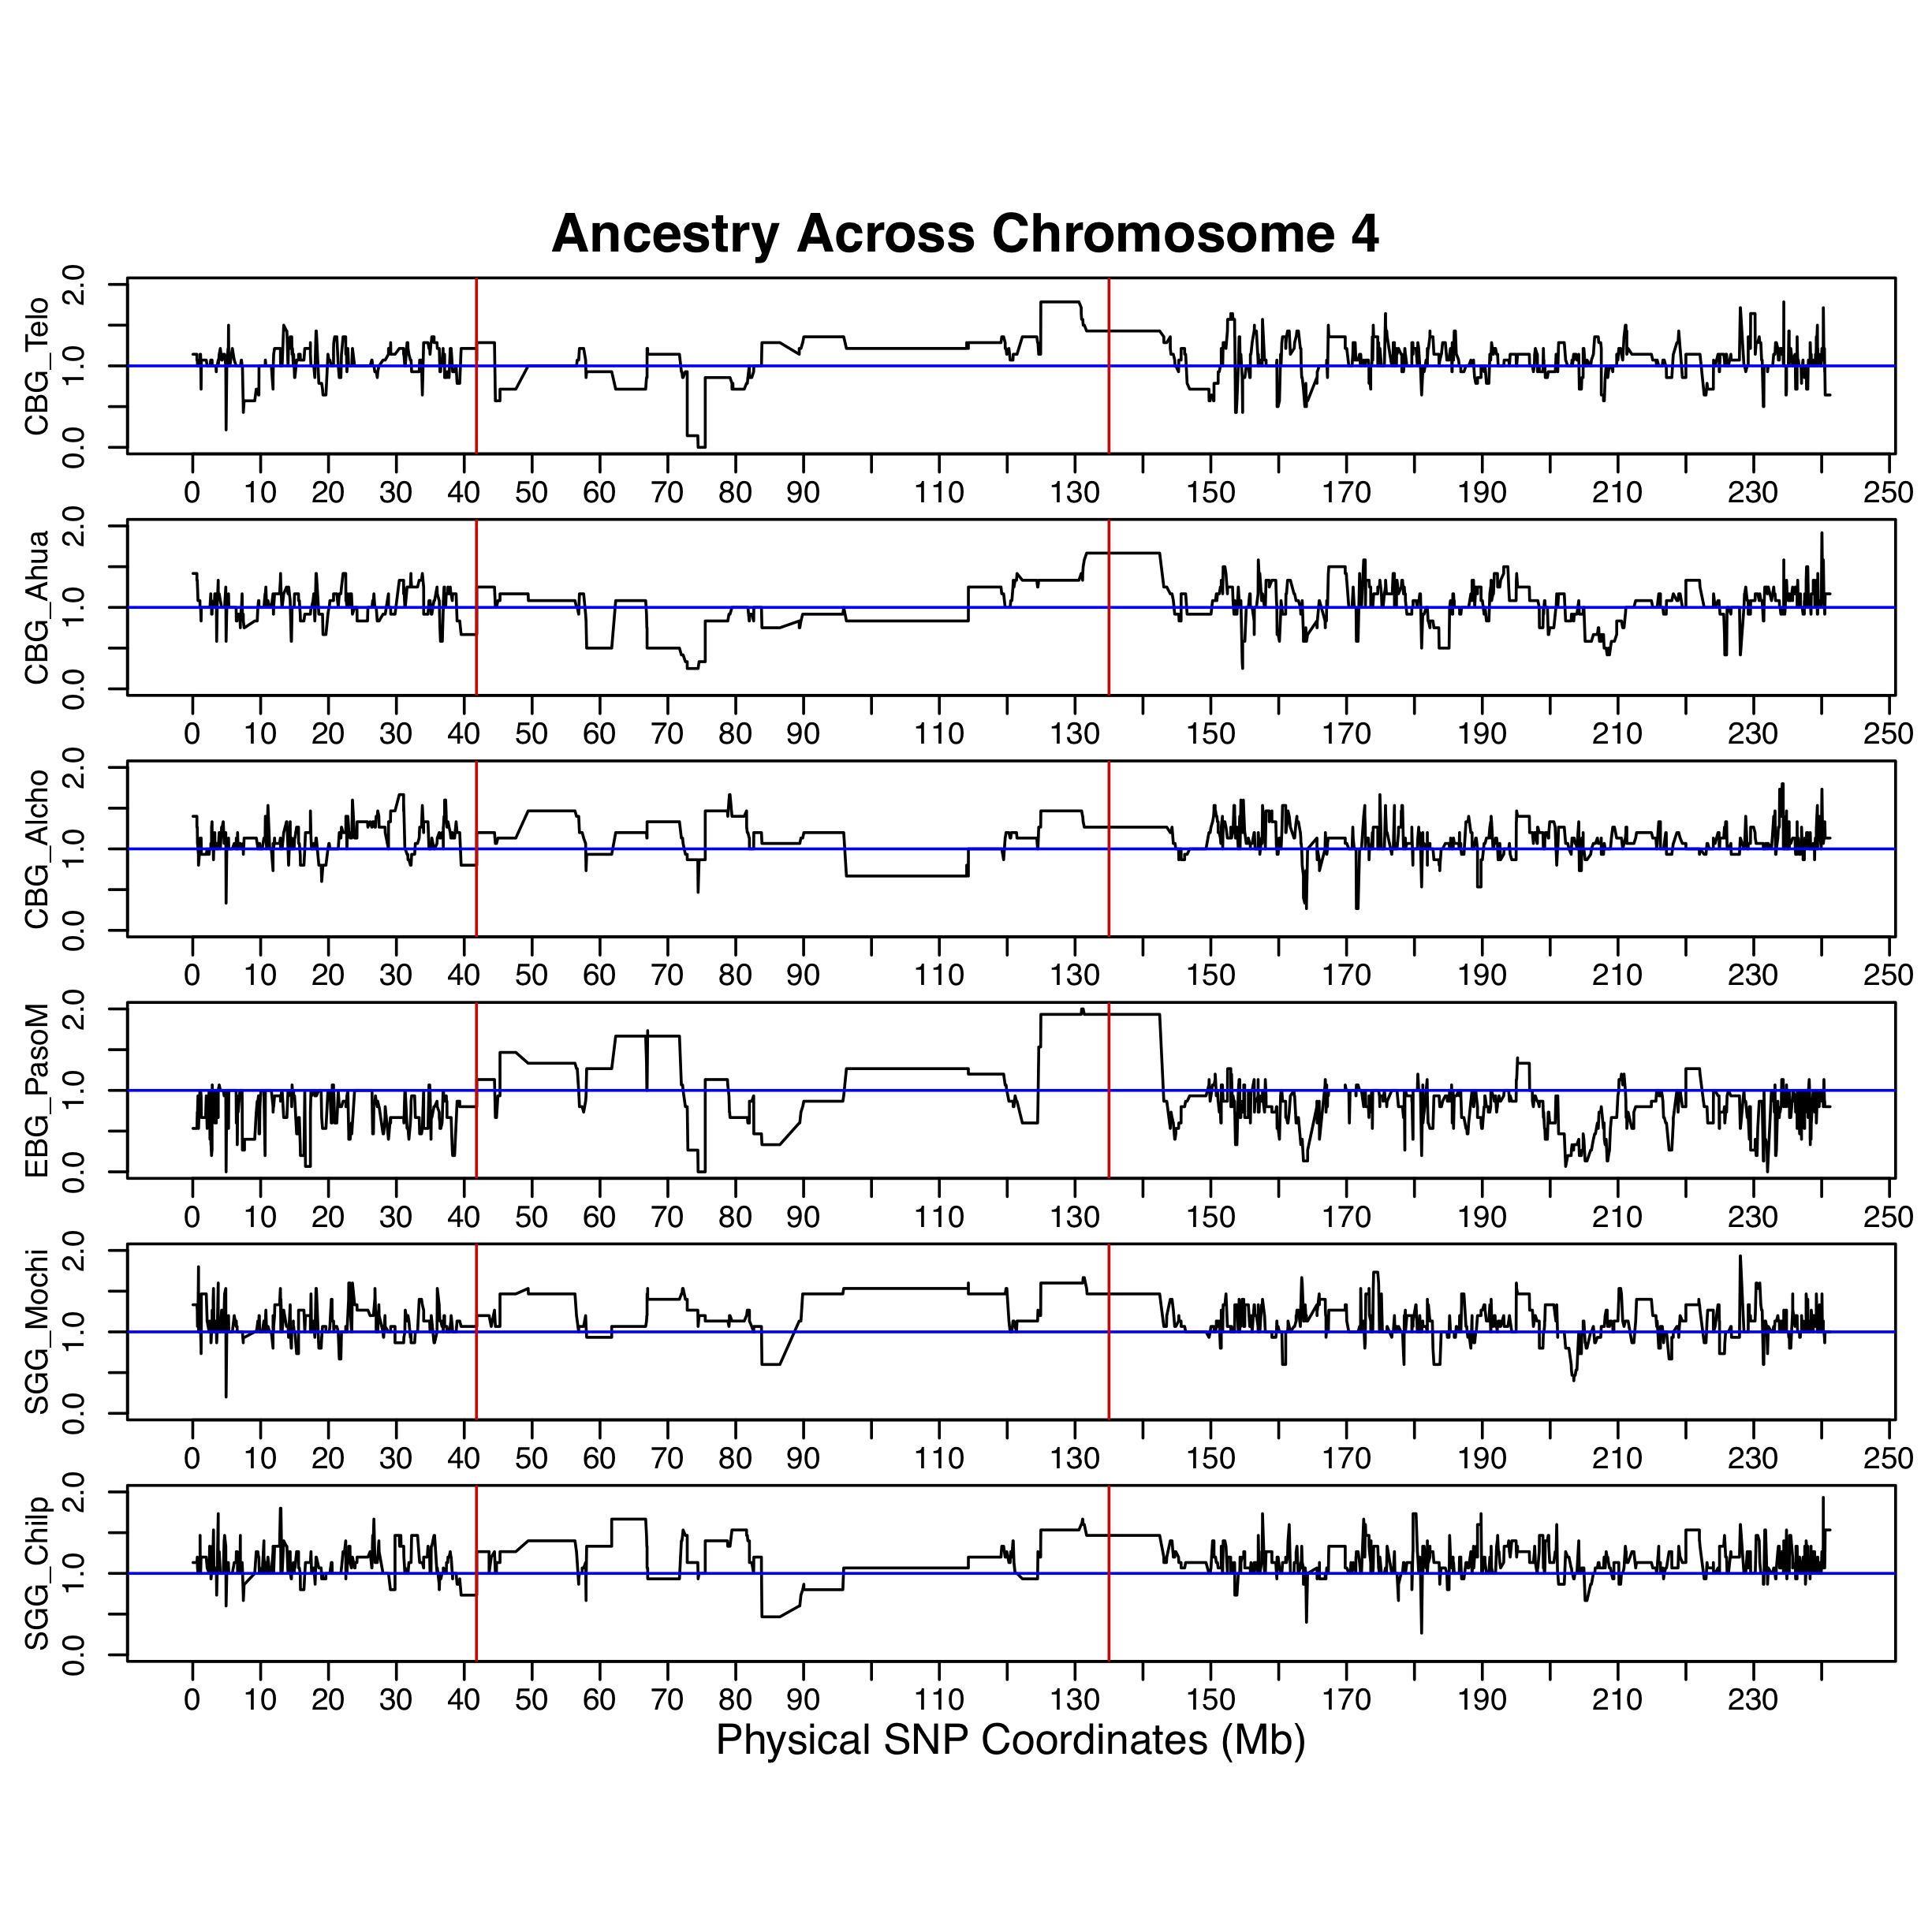 Ancestry Across Chromosome 4
CBG_Telo
0.0 1.0 2.0
0 10 20 30 40 50 60 70 80 90 110 130 150 170 190 210 230 250
CBG_Ahua
0.0 1.0 2.0
0 10 20 30 40 50 60 70 80 90 110 130 150 170 190 210 230 250
CBG_Alcho
0.0 1.0 2.0
0 10 20 30 40 50 60 70 80 90 110 130 150 170 190 210 230 250
EBG_PasoM
0.0 1.0 2.0
0 10 20 30 40 50 60 70 80 90 110 130 150 170 190 210 230 250
SGG_Mochi
0.0 1.0 2.0
0 10 20 30 40 50 60 70 80 90 110 130 150 170 190 210 230 250
SGG_Chilp
0.0 1.0 2.0
0 10 20 30 40 50 60 70 80 90 110 130 150 170 190 210 230
Physical SNP Coordinates (Mb)